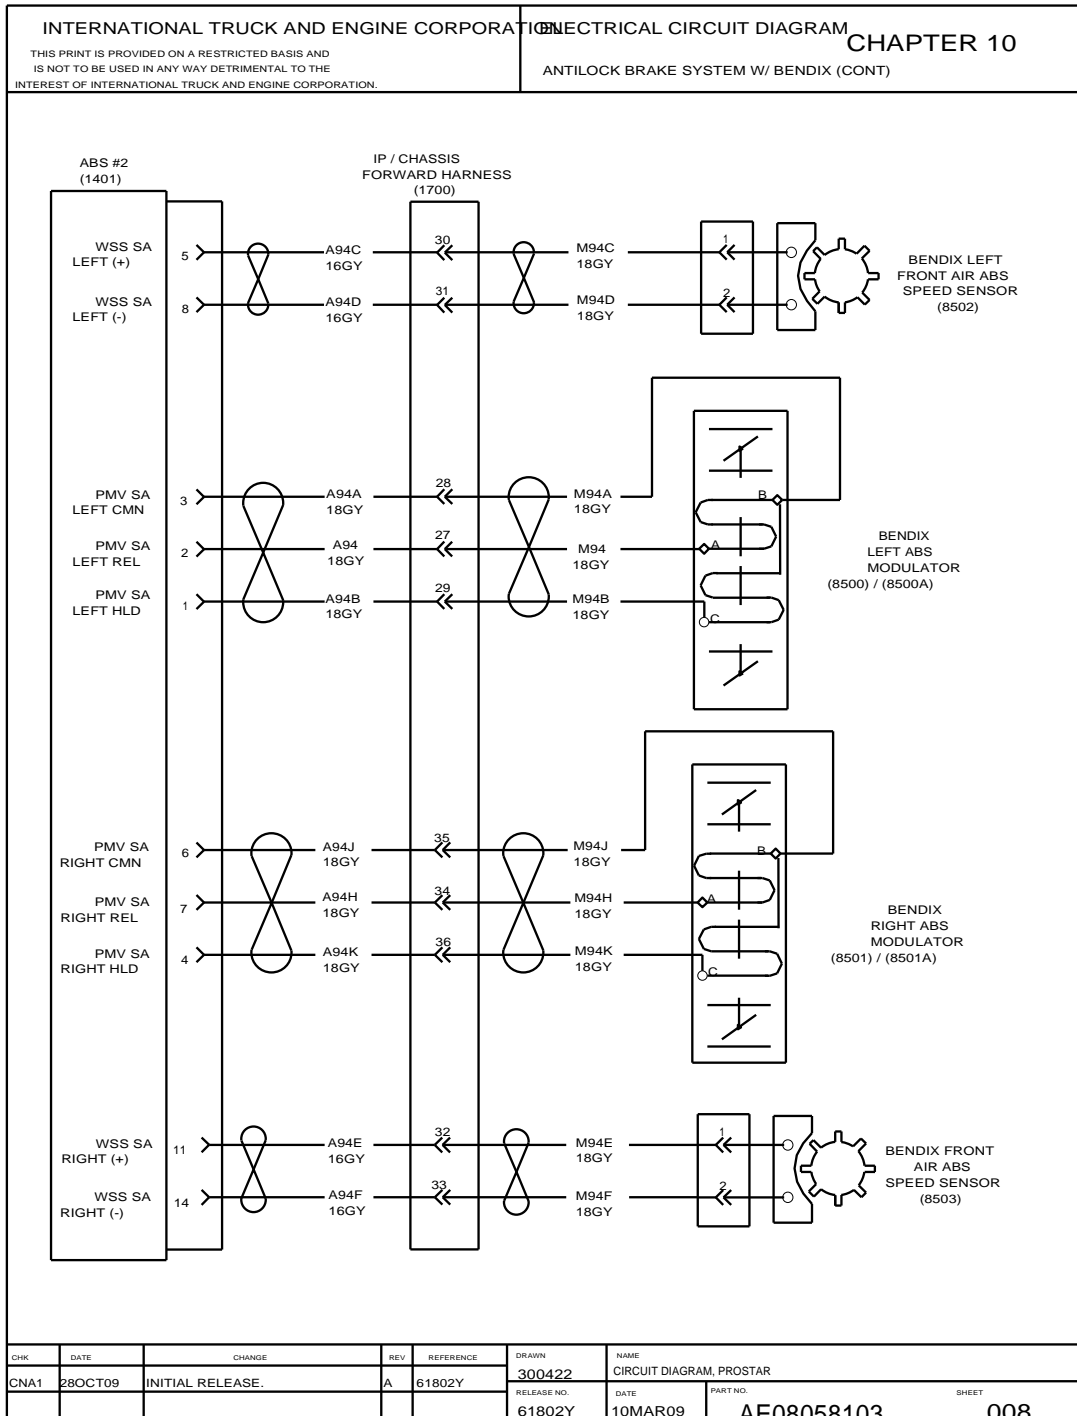 INTERNATIONAL TRUCK AND ENGINE CORPORATION
THIS PRINT IS PROVIDED ON A RESTRICTED BASIS AND
IS NOT TO BE USED IN ANY WAY DETRIMENTAL TO THE
INTEREST OF INTERNATIONAL TRUCK AND ENGINE CORPORATION.
ELECTRICAL CIRCUIT DIAGRAM
CHAPTER 10
ANTILOCK BRAKE SYSTEM W/ BENDIX (CONT)
ABS #2
(1401)
IP / CHASSIS
FORWARD HARNESS
(1700)
WSS SA
LEFT (+)
5
A94C
16GY
30
M94C
18GY
1
WSS SA
LEFT (-)
8
A94D
16GY
31
M94D
18GY
2
BENDIX LEFT
FRONT AIR ABS
SPEED SENSOR
(8502)
PMV SA
LEFT CMN
3
A94A
18GY
28
M94A
18GY
B
PMV SA
LEFT REL
2
A94
18GY
27
M94
18GY
A
PMV SA
LEFT HLD
1
A94B
18GY
29
M94B
18GY
C
BENDIX
LEFT ABS
MODULATOR
(8500) / (8500A)
PMV SA
RIGHT CMN
6
A94J
18GY
35
M94J
18GY
B
PMV SA
RIGHT REL
7
A94H
18GY
34
M94H
18GY
A
PMV SA
RIGHT HLD
4
A94K
18GY
36
M94K
18GY
C
BENDIX
RIGHT ABS
MODULATOR
(8501) / (8501A)
WSS SA
RIGHT (+)
11
A94E
16GY
32
M94E
18GY
1
WSS SA
RIGHT (-)
14
A94F
16GY
33
M94F
18GY
2
BENDIX FRONT
AIR ABS
SPEED SENSOR
(8503)
CHK DATE CHANGE REV REFERENCE
CNA1 28OCT09 INITIAL RELEASE. A 61802Y
DRAWN
300422
NAME
CIRCUIT DIAGRAM, PROSTAR
RELEASE NO.
61802Y
DATE
10MAR09
PART NO.
AE08058103
SHEET
008